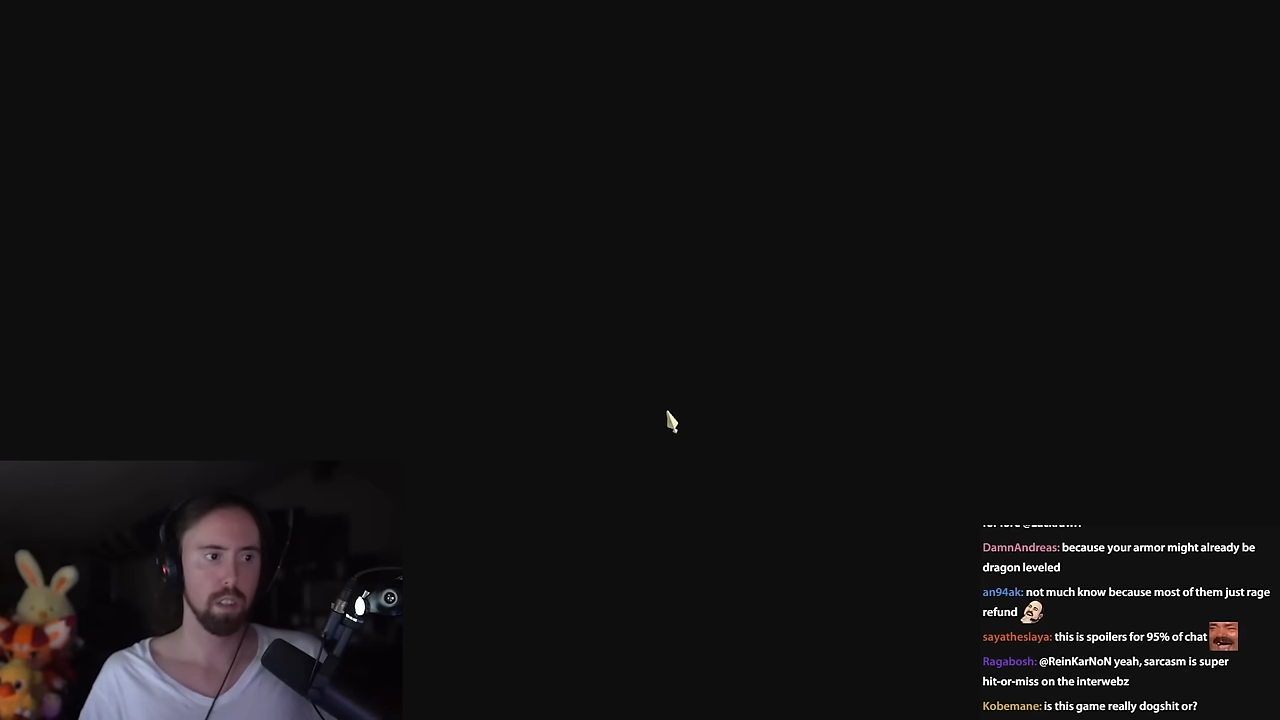 DamnAndreas: because your armor might already be
dragon leveled
an94ak: not much know because most of them just rage
refund
sayatheslaya: this is spoilers for 95% of chat
Ragabosh: @ReinKarNoN yeah, sarcasm is super
hit-or-miss on the interwebz
Kobemane: is this game really dogshit or?